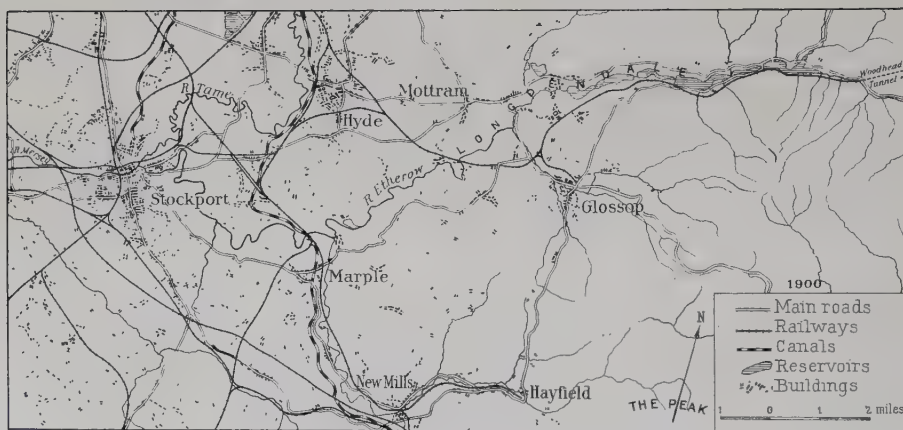 Woodhead
Tunnel
LONGDENDALE
R Tame
Mottram
Hyde
R Mersey
R Etherow
Stockport
Glossop
Marple
1900
Main roads
Railways
Canals
Reservoirs
Buildings
N
New Mills
Hayfield
THE PEAK
1 0 1 2 miles